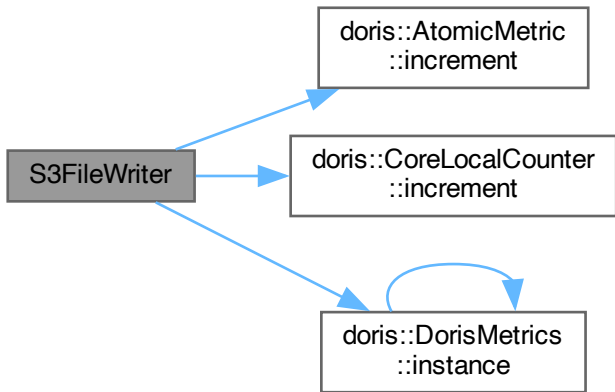 doris::AtomicMetric
::increment
S3FileWriter
doris::CoreLocalCounter
::increment
doris::DorisMetrics
::instance